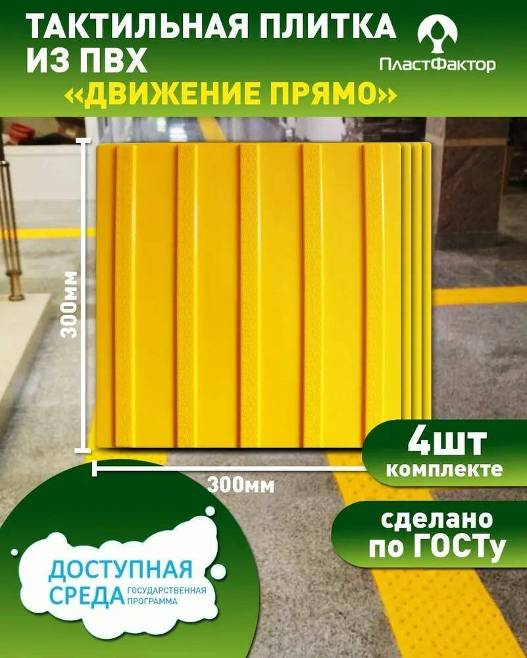 ТАКТИЛЬНАЯ ПЛИТКА
ИЗ ПВХ
«ДВИЖЕНИЕ ПРЯМО»
ПластФактор
300мм
300мм
4шт
комплекте
сделано
по ГОСТу
ДОСТУПНАЯ
СРЕДА
ГОСУДАРСТВЕННАЯ
ПРОГРАММА